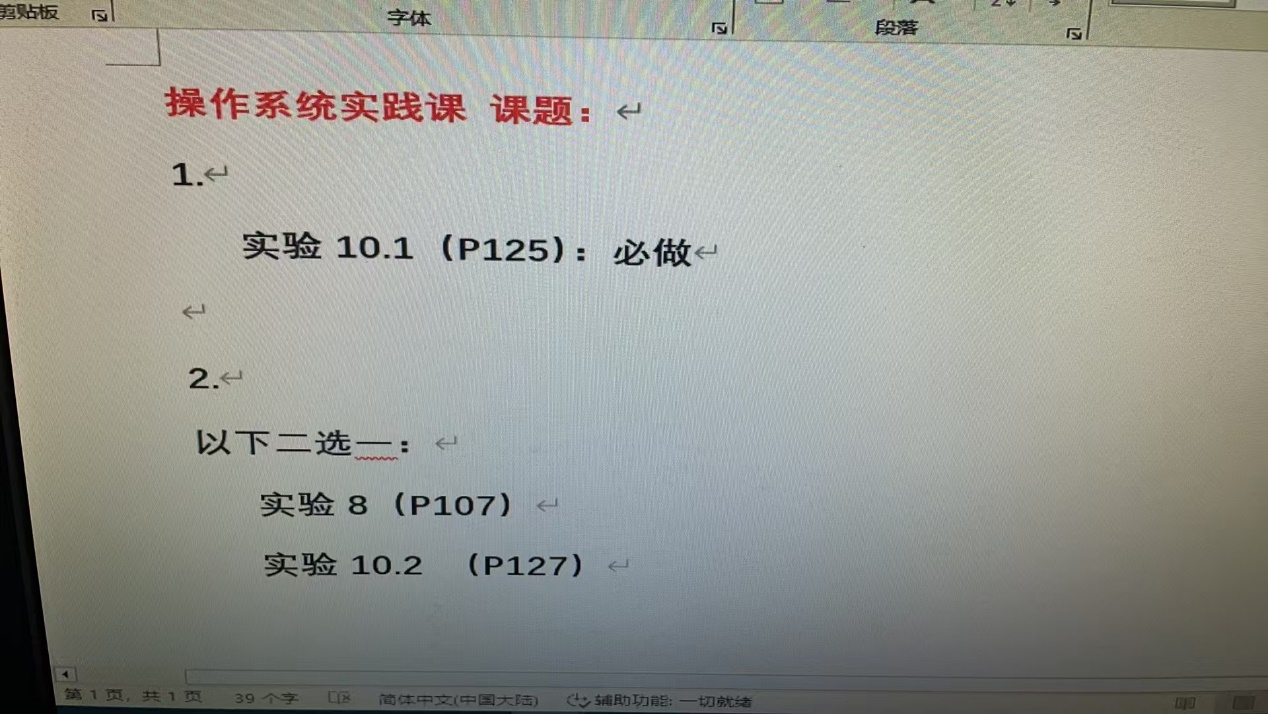 剪贴板
字体
段落
操作系统实践课 课题：
1.
实验 10.1（P125）：必做
2.
以下二选一：
实验 8（P107）
实验 10.2 （P127）
第 1 页，共 1 页 39 个字 简体中文(中国大陆) 辅助功能: 一切就绪